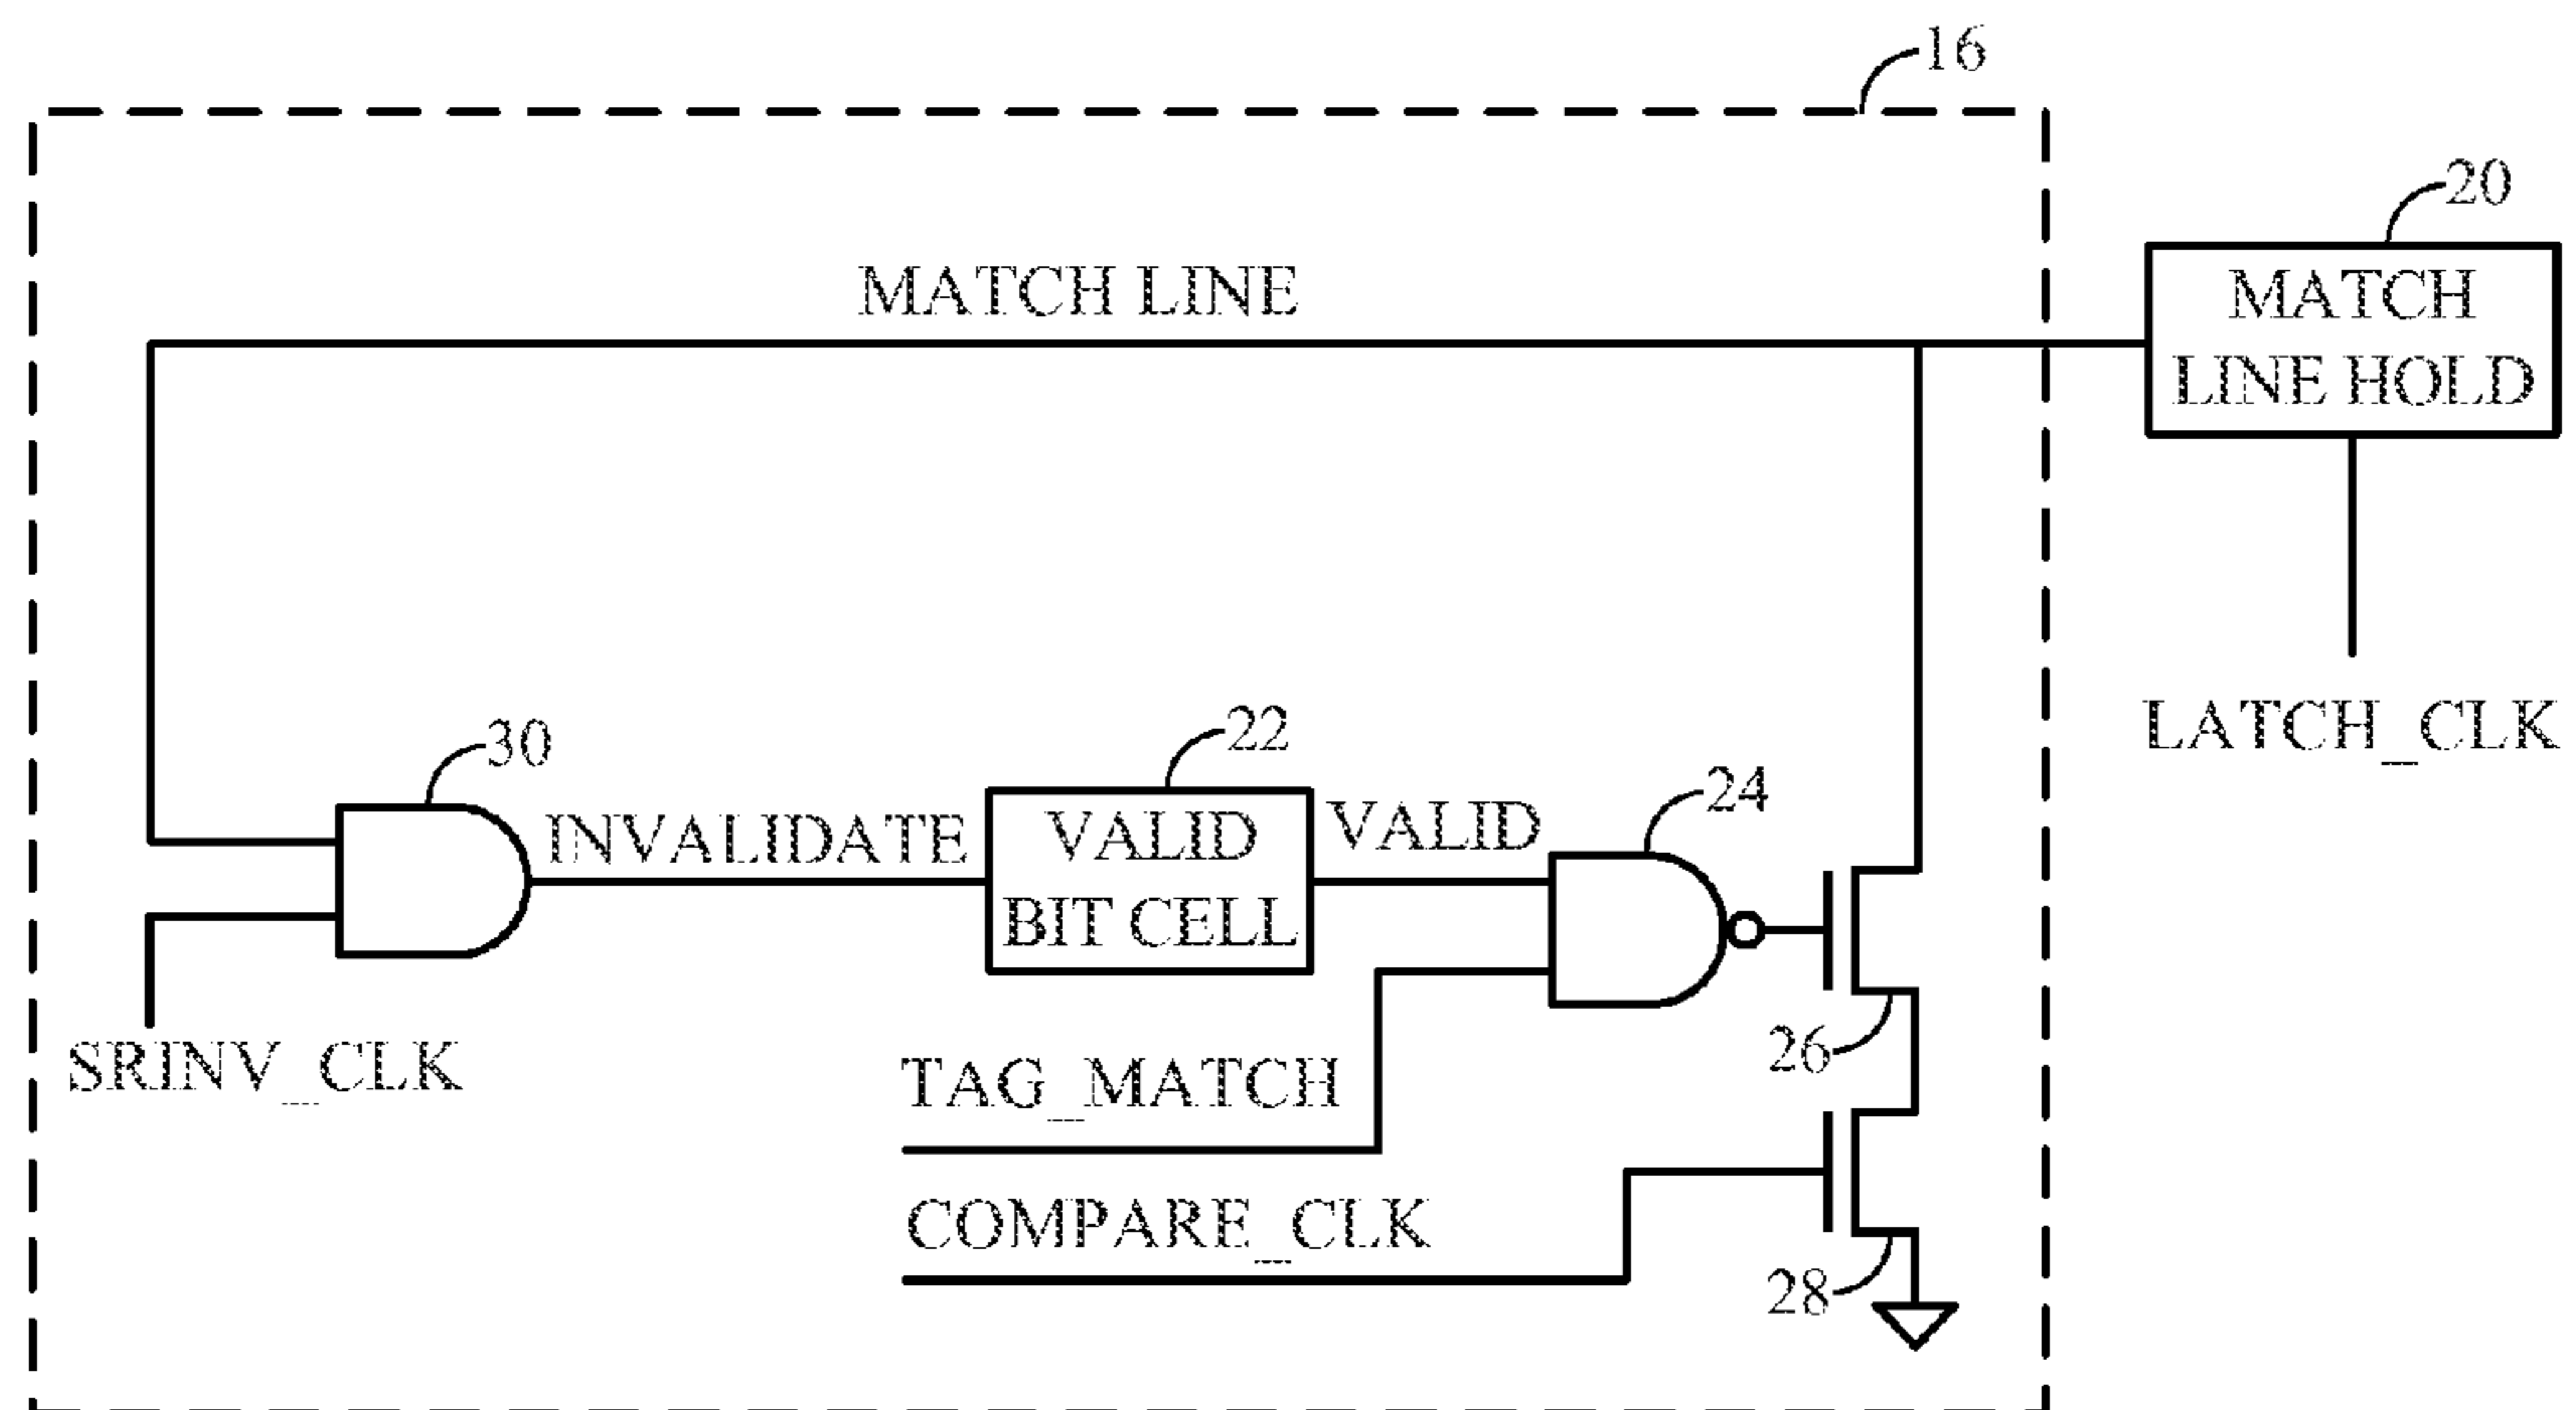 16
20
MATCH LINE
MATCH
LINE HOLD
LATCH_CLK
30
22
24
INVALIDATE
VALID
BIT CELL
VALID
SRINV_CLK
TAG_MATCH
26
COMPARE_CLK
28